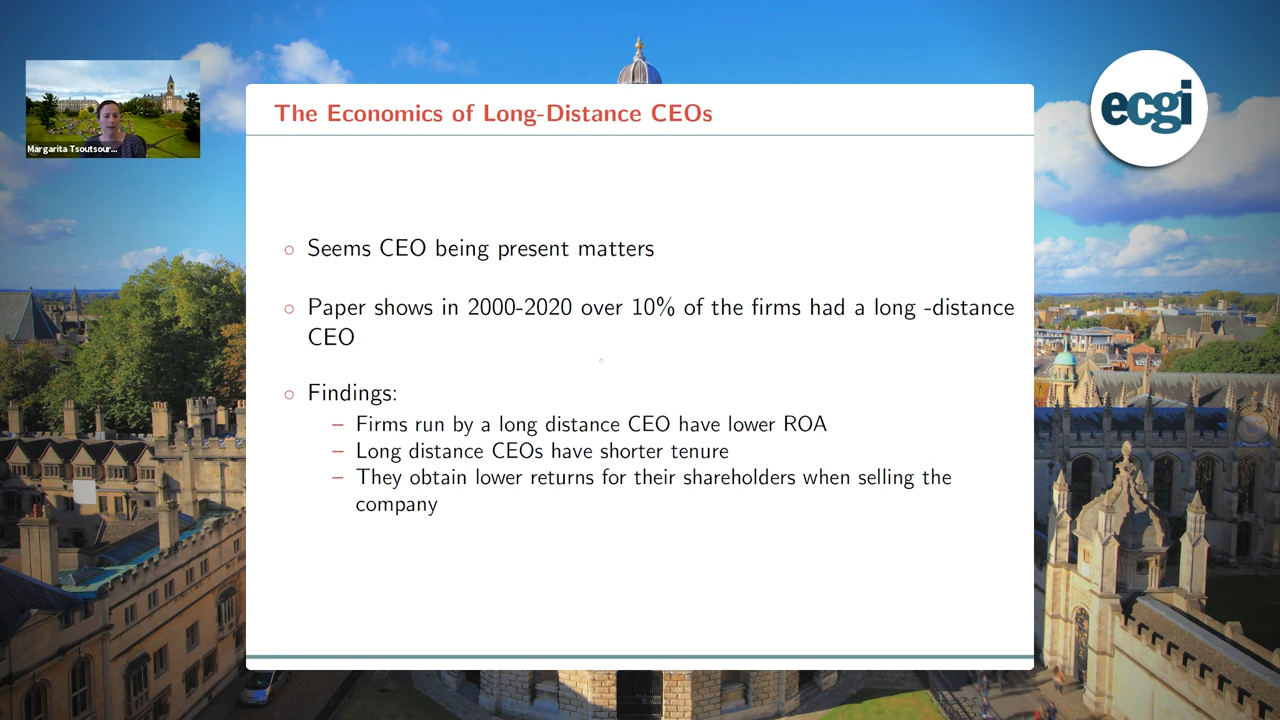 The Economics of Long-Distance CEOs
ecgi
Margarita Tsoutsour...
○ Seems CEO being present matters
○ Paper shows in 2000-2020 over 10% of the firms had a long -distance
CEO
○ Findings:
– Firms run by a long distance CEO have lower ROA
– Long distance CEOs have shorter tenure
– They obtain lower returns for their shareholders when selling the
company